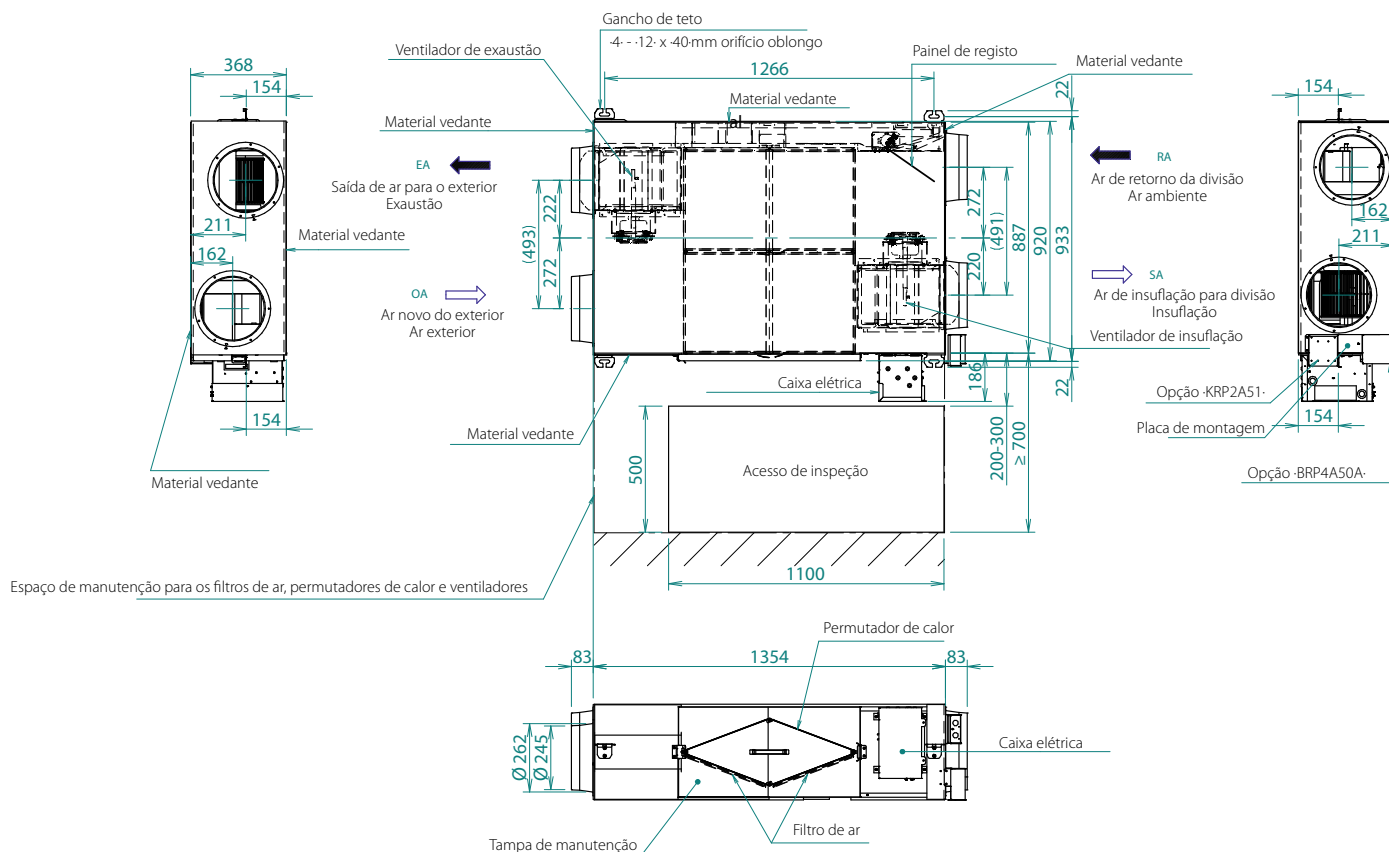 Gancho de teto
·4· - ·12· x ·40·mm orifício oblongo
Ventilador de exaustão
Painel de registo
Material vedante
368
154
1266
22
154
Material vedante
al
Material vedante
EA
Saída de ar para o exterior
Exaustão
RA
Ar de retorno da divisão
Ar ambiente
211
162
Material vedante
222
(493)
272
272
(491)
220
887
920
933
162
211
OA
Ar novo do exterior
Ar exterior
SA
Ar de insuflação para divisão
Insuflação
Ventilador de insuflação
Caixa elétrica
186
22
Opção ·KRP2A51·
154
Material vedante
Placa de montagem
154
Material vedante
500
Acesso de inspeção
200-300
≥ 700
Opção ·BRP4A50A·
1100
Espaço de manutenção para os filtros de ar, permutadores de calor e ventiladores
Permutador de calor
83
1354
83
Ø 262
Ø 245
Caixa elétrica
Filtro de ar
Tampa de manutenção